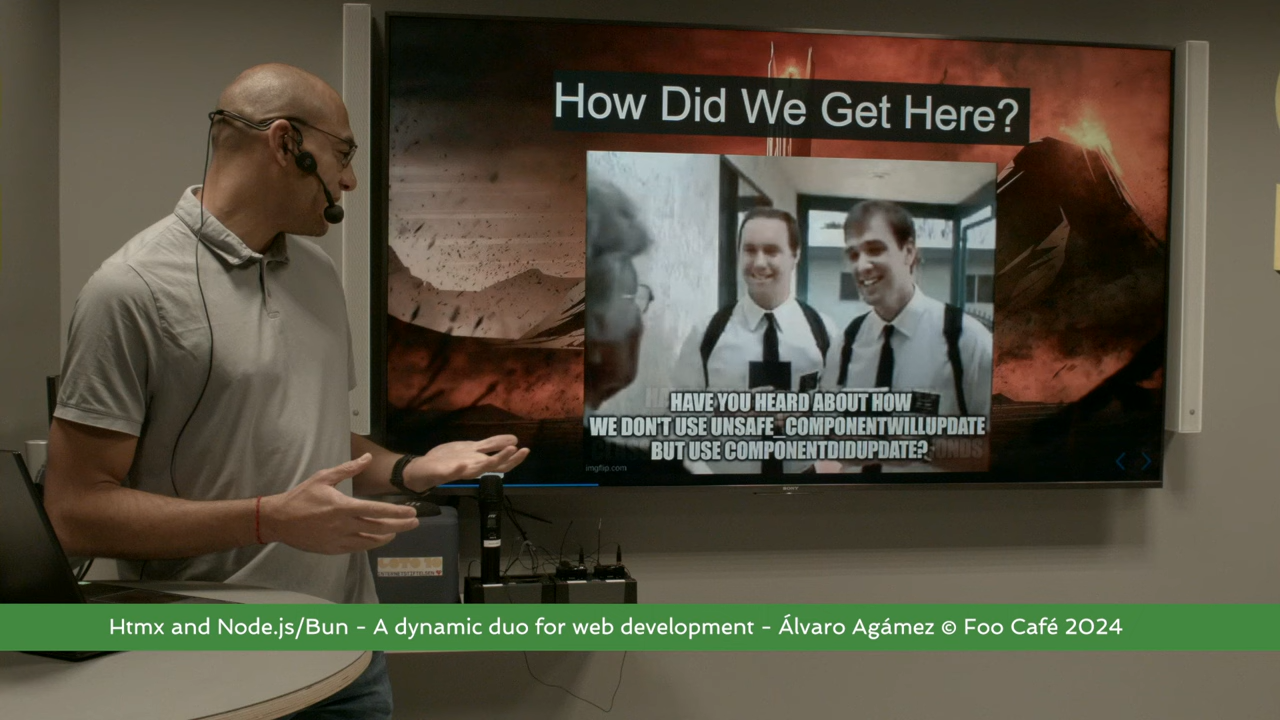 How Did We Get Here?
HAVE YOU HEARD ABOUT HOW
WE DON'T USE UNSAFE_COMPONENTWILLUPDATE
BUT USE COMPONENTDIDUPDATE?
imgflip.com
SONY
Htmx and Node.js/Bun - A dynamic duo for web development - Álvaro Agámez © Foo Café 2024